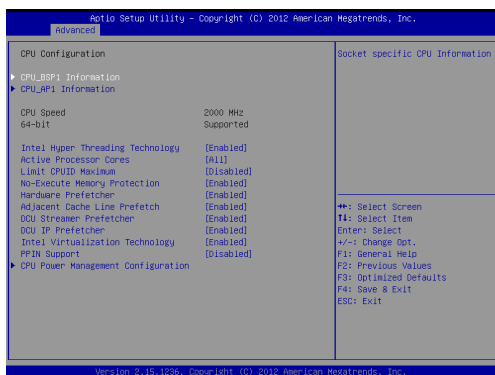 Aptio Setup Utility – Copyright (C) 2012 American Megatrends, Inc.
Advanced
CPU Configuration
CPU_BSP1 Information
CPU_AP1 Information
CPU Speed 2000 MHz
64-bit Supported
Intel Hyper Threading Technology [Enabled]
Active Processor Cores [All]
Limit CPUID Maximum [Disabled]
No-Execute Memory Protection [Enabled]
Hardware Prefetcher [Enabled]
Adjacent Cache Line Prefetch [Enabled]
DCU Streamer Prefetcher [Enabled]
DCU IP Prefetcher [Enabled]
Intel Virtualization Technology [Enabled]
PPIN Support [Disabled]
CPU Power Management Configuration
Socket specific CPU Information
→←: Select Screen
↑↓: Select Item
Enter: Select
+/-: Change Opt.
F1: General Help
F2: Previous Values
F3: Optimized Defaults
F4: Save & Exit
ESC: Exit
Version 2.15.1236. Copyright (C) 2012 American Megatrends, Inc.